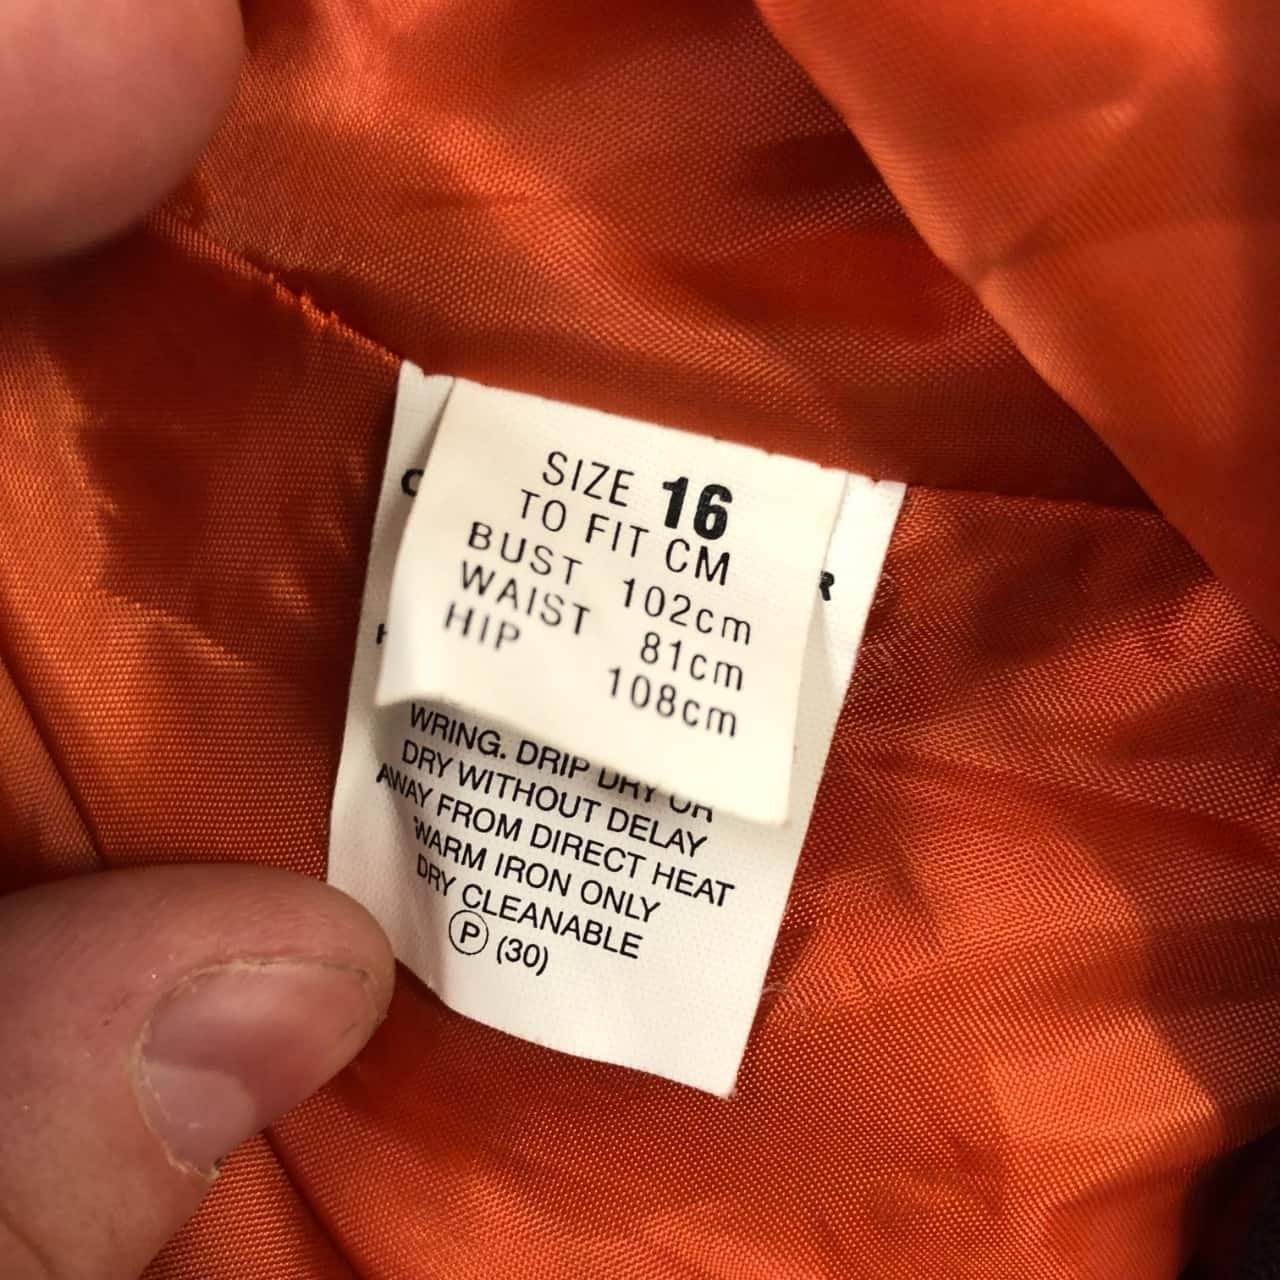 SIZE 16
TO FIT CM
BUST 102cm
WAIST 81cm
HIP 108cm
WRING. DRIP DRY OR
DRY WITHOUT DELAY
AWAY FROM DIRECT HEAT
WARM IRON ONLY
DRY CLEANABLE
P (30)